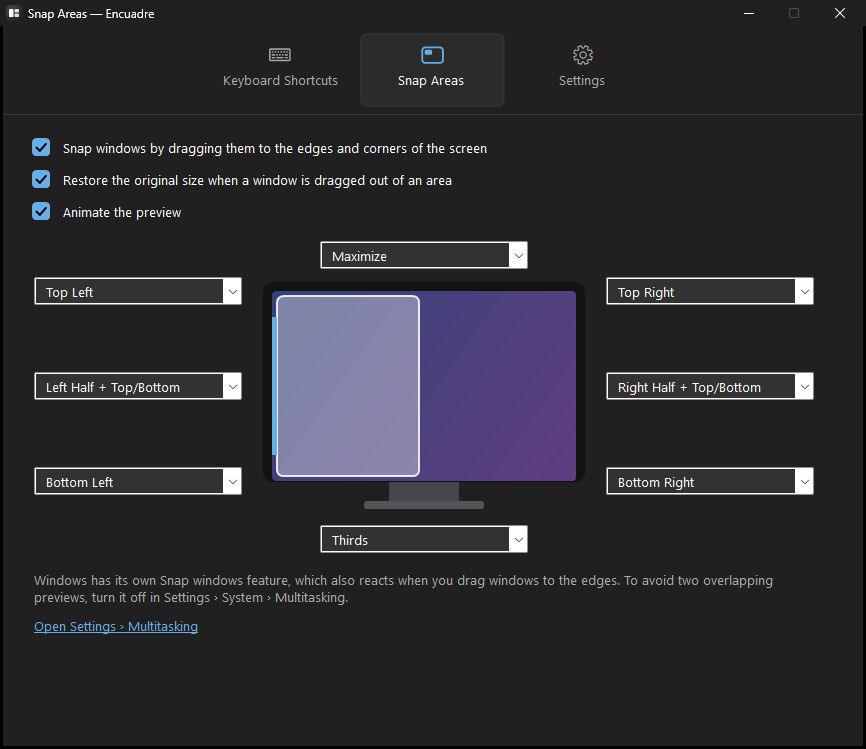 Snap Areas — Encuadre
Keyboard Shortcuts
Snap Areas
Settings
Snap windows by dragging them to the edges and corners of the screen
Restore the original size when a window is dragged out of an area
Animate the preview
Maximize
Top Left
Top Right
Left Half + Top/Bottom
Right Half + Top/Bottom
Bottom Left
Bottom Right
Thirds
Windows has its own Snap windows feature, which also reacts when you drag windows to the edges. To avoid two overlapping
previews, turn it off in Settings › System › Multitasking.
Open Settings › Multitasking